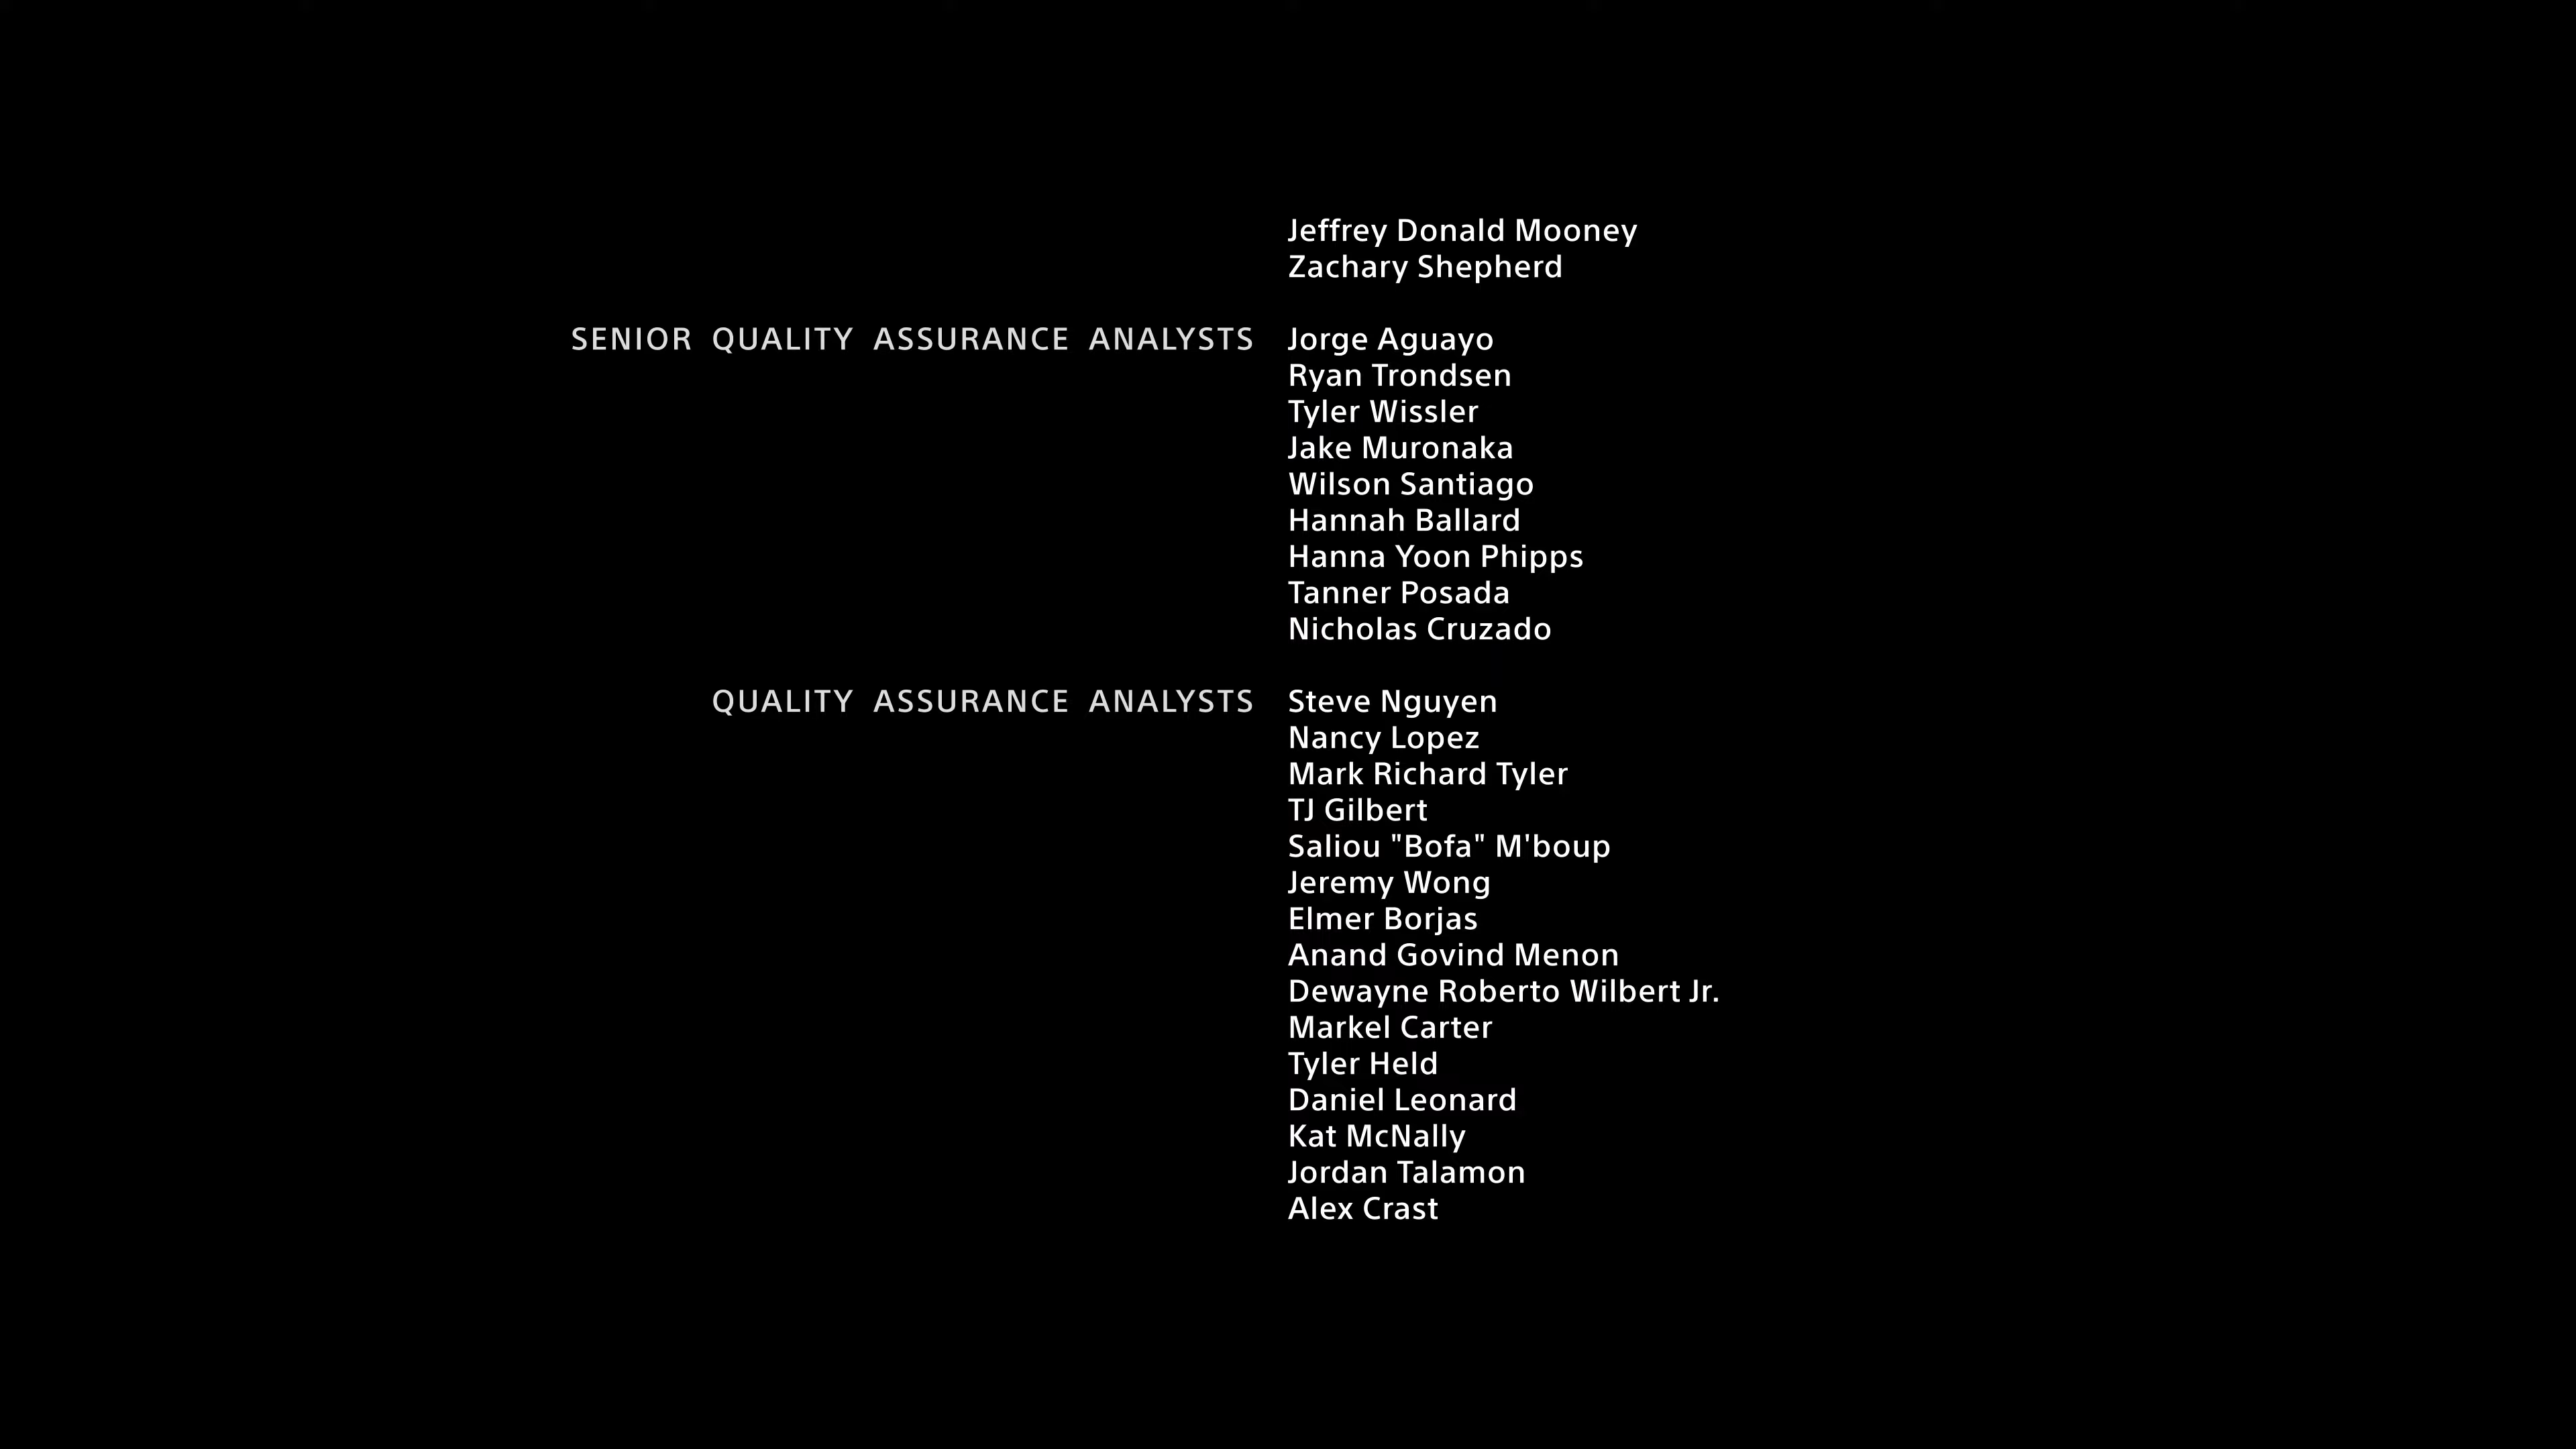 Jeffrey Donald Mooney
Zachary Shepherd
SENIOR QUALITY ASSURANCE ANALYSTS Jorge Aguayo
Ryan Trondsen
Tyler Wissler
Jake Muronaka
Wilson Santiago
Hannah Ballard
Hanna Yoon Phipps
Tanner Posada
Nicholas Cruzado
QUALITY ASSURANCE ANALYSTS Steve Nguyen
Nancy Lopez
Mark Richard Tyler
TJ Gilbert
Saliou "Bofa" M'boup
Jeremy Wong
Elmer Borjas
Anand Govind Menon
Dewayne Roberto Wilbert Jr.
Markel Carter
Tyler Held
Daniel Leonard
Kat McNally
Jordan Talamon
Alex Crast